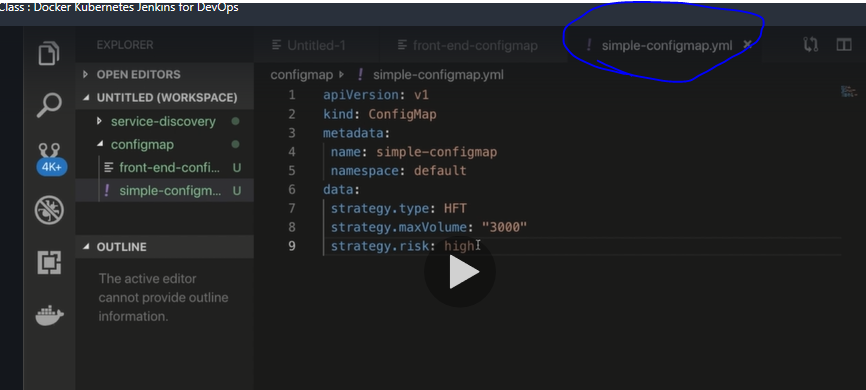 Class : Docker Kubernetes Jenkins for DevOps
EXPLORER
OPEN EDITORS
UNTITLED (WORKSPACE)
service-discovery
configmap
front-end-confi... U
simple-configm... U
4K+
OUTLINE
The active editor
cannot provide outline
information.
Untitled-1 front-end-configmap ! simple-configmap.yml ×
configmap ! simple-configmap.yml
1 apiVersion: v1
2 kind: ConfigMap
3 metadata:
4 name: simple-configmap
5 namespace: default
6 data:
7 strategy.type: HFT
8 strategy.maxVolume: "3000"
9 strategy.risk: high